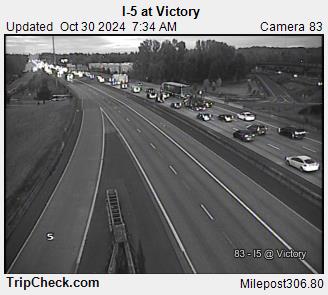 I-5 at Victory
Updated Oct 30 2024 7:34 AM Camera 83
S
83 - I5 @ Victory
TripCheck.com Milepost306.80